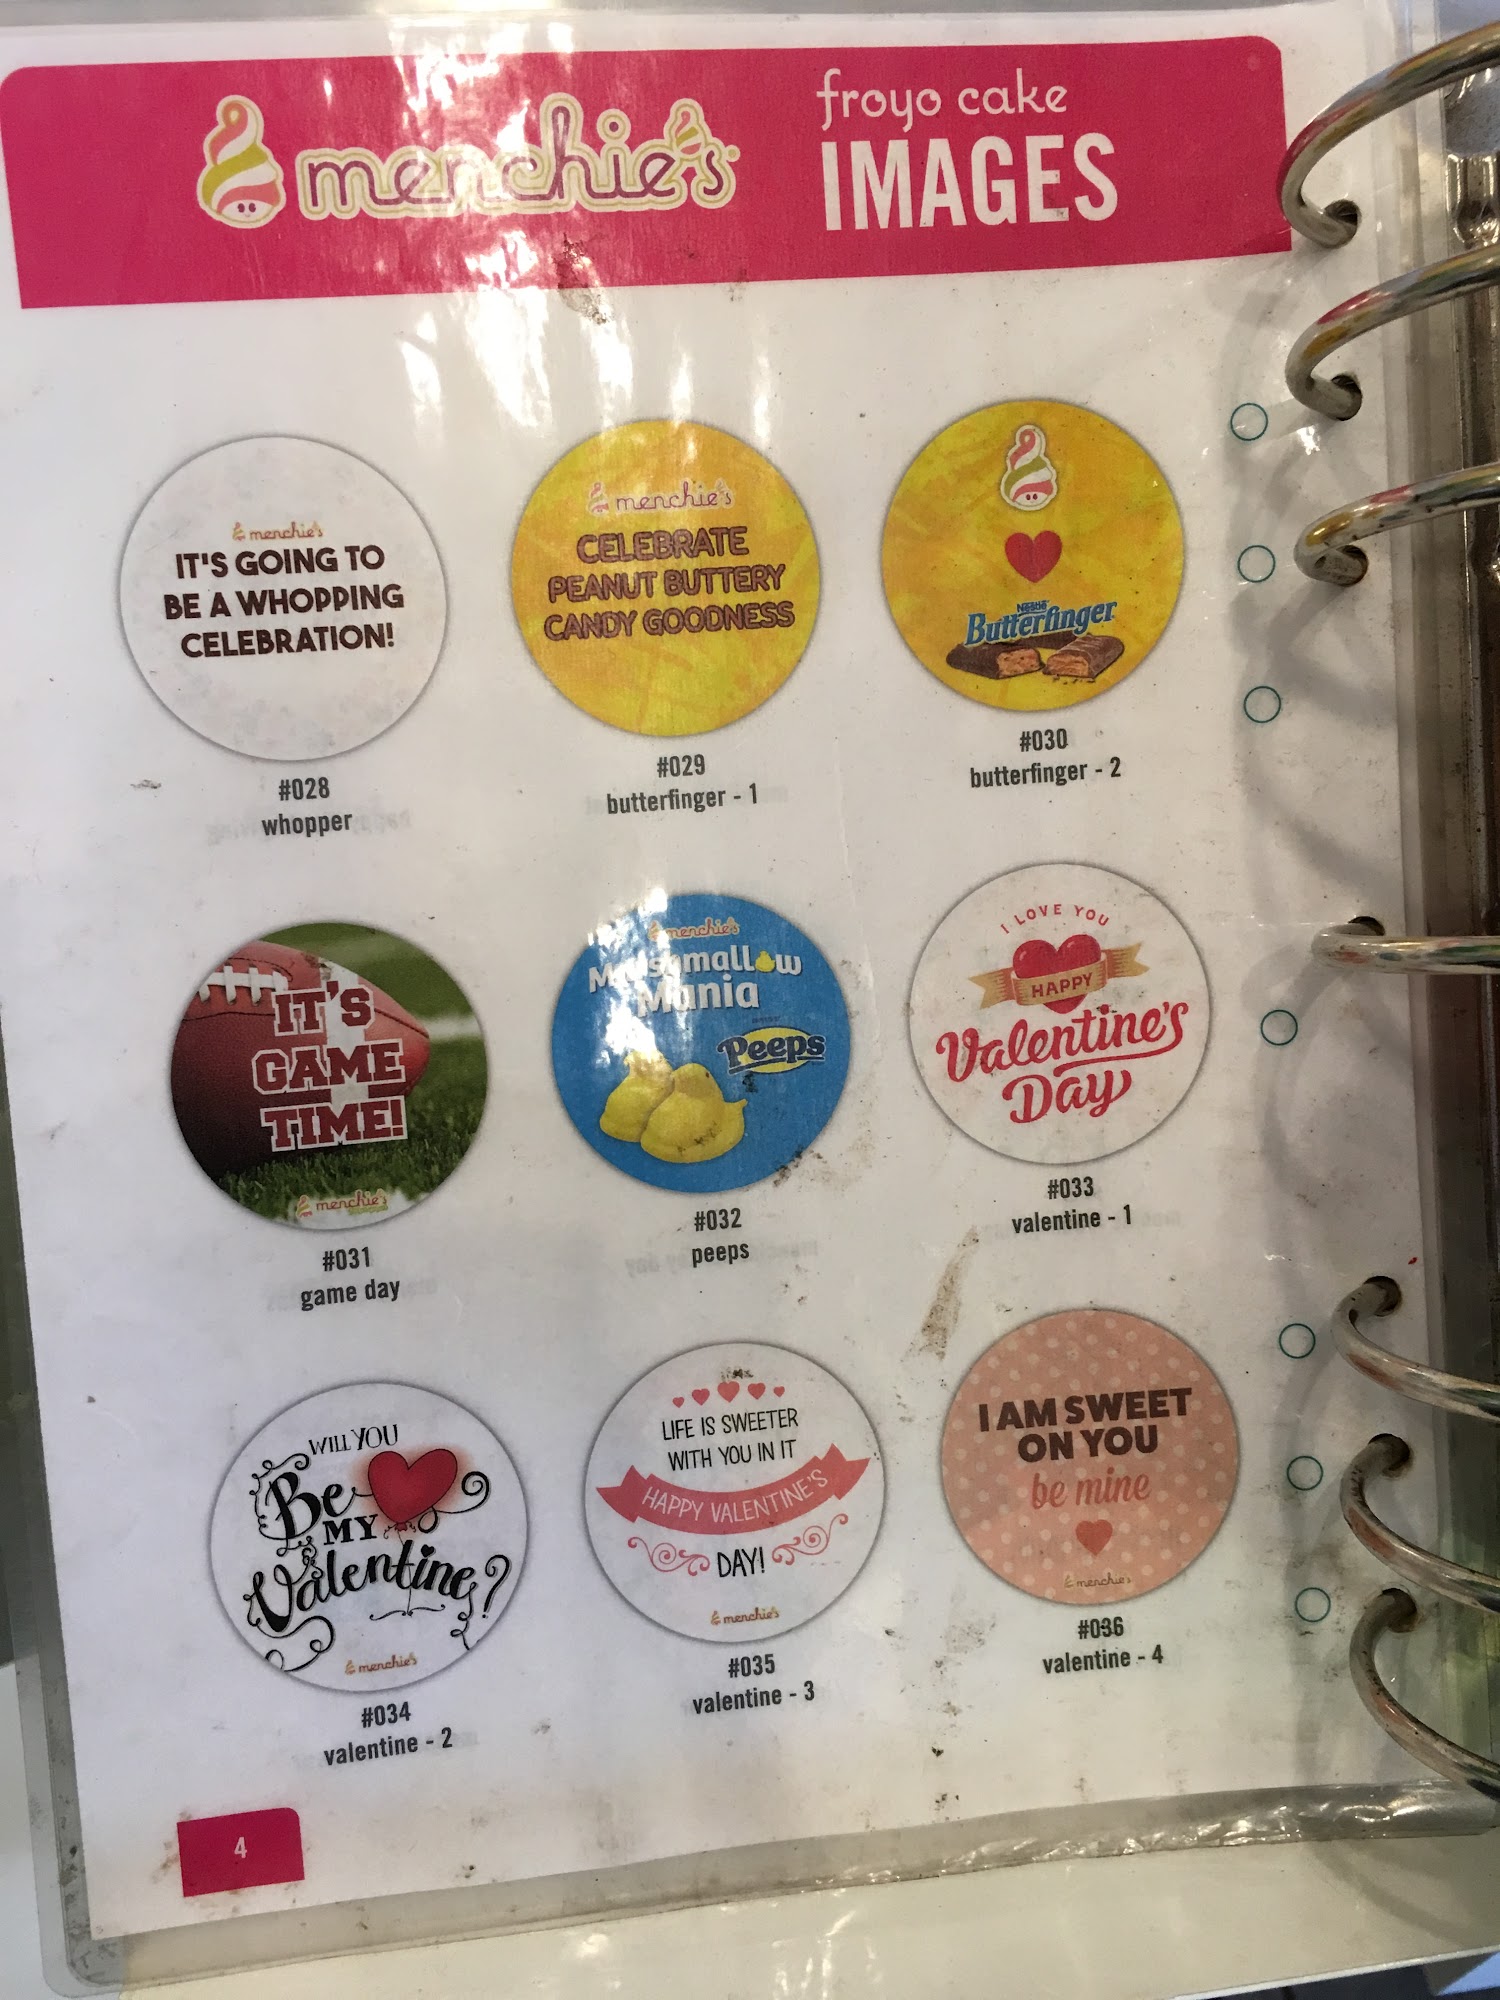 menchie's
froyo cake
IMAGES
menchie's
IT'S GOING TO
BE A WHOPPING
CELEBRATION!
#028
whopper
menchie's
CELEBRATE
PEANUT BUTTERY
CANDY GOODNESS
#029
butterfinger - 1
Nestlé
Butterfinger
#030
butterfinger - 2
IT'S
GAME
TIME!
menchie's
#031
game day
menchie's
Marshmallow
Mania
Peeps
#032
peeps
I LOVE YOU
HAPPY
Valentine's
Day
#033
valentine - 1
WILL YOU
Be
MY
Valentine?
menchie's
#034
valentine - 2
LIFE IS SWEETER
WITH YOU IN IT
HAPPY VALENTINE'S
DAY!
menchie's
#035
valentine - 3
I AM SWEET
ON YOU
be mine
menchie's
#036
valentine - 4
4